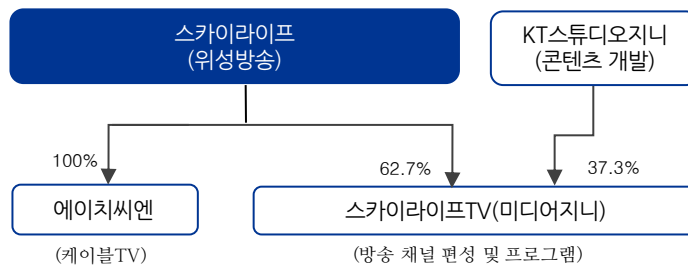 스카이라이프
(위성방송)
KT스튜디오지니
(콘텐츠 개발)
100%
62.7%
37.3%
에이치씨엔
스카이라이프TV(미디어지니)
(케이블TV)
(방송 채널 편성 및 프로그램)